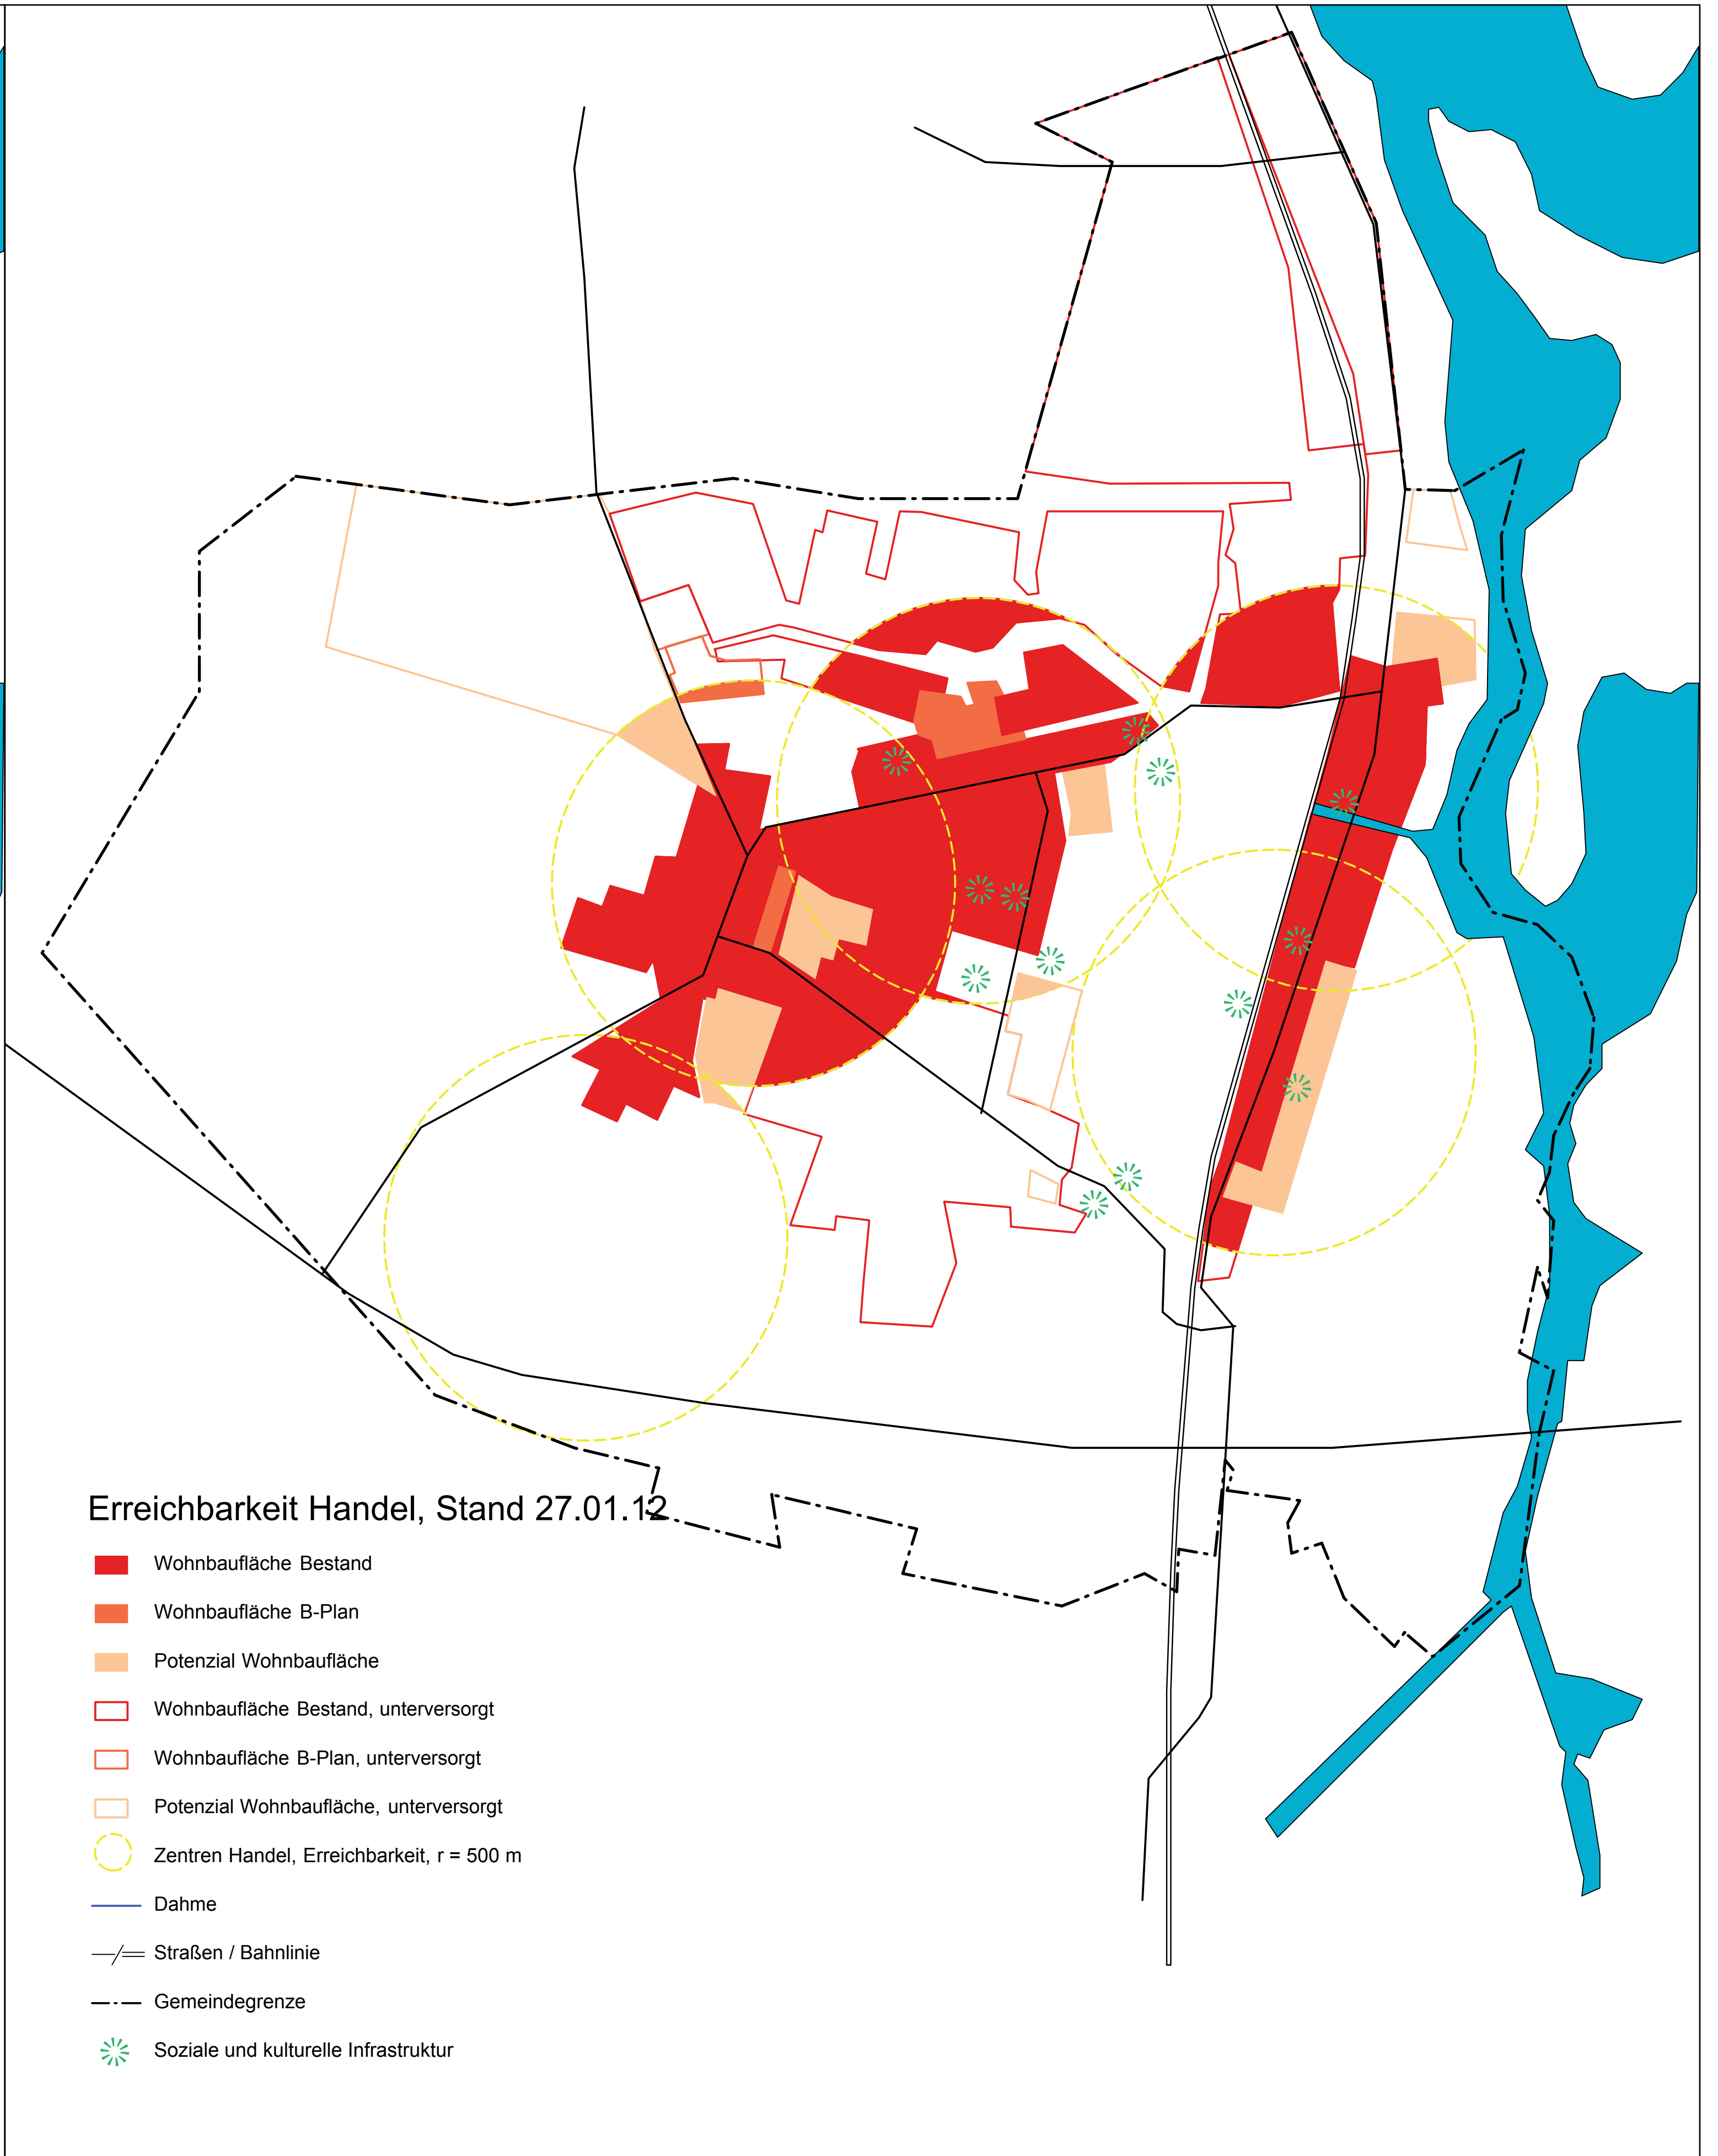 Erreichbarkeit Handel, Stand 27.01.12
Wohnbaufläche Bestand
Wohnbaufläche B-Plan
Potenzial Wohnbaufläche
Wohnbaufläche Bestand, unterversorgt
Wohnbaufläche B-Plan, unterversorgt
Potenzial Wohnbaufläche, unterversorgt
Zentren Handel, Erreichbarkeit, r = 500 m
Dahme
Straßen / Bahnlinie
Gemeindegrenze
Soziale und kulturelle Infrastruktur